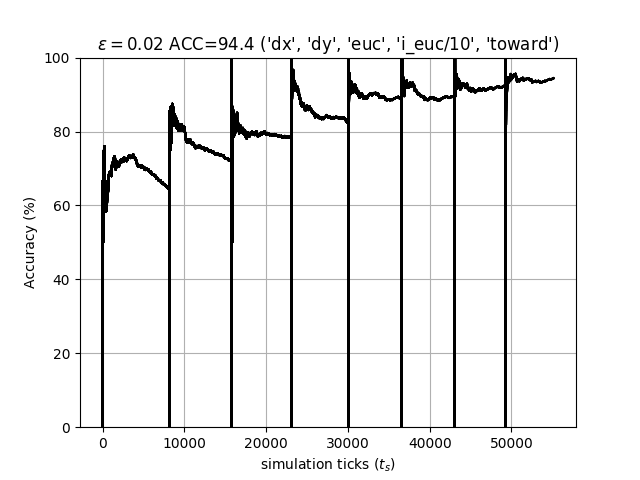 ε = 0.02 ACC=94.4 ('dx', 'dy', 'euc', 'i_euc/10', 'toward')
100
80
60
40
20
0
Accuracy (%)
0 10000 20000 30000 40000 50000
simulation ticks (tₛ)